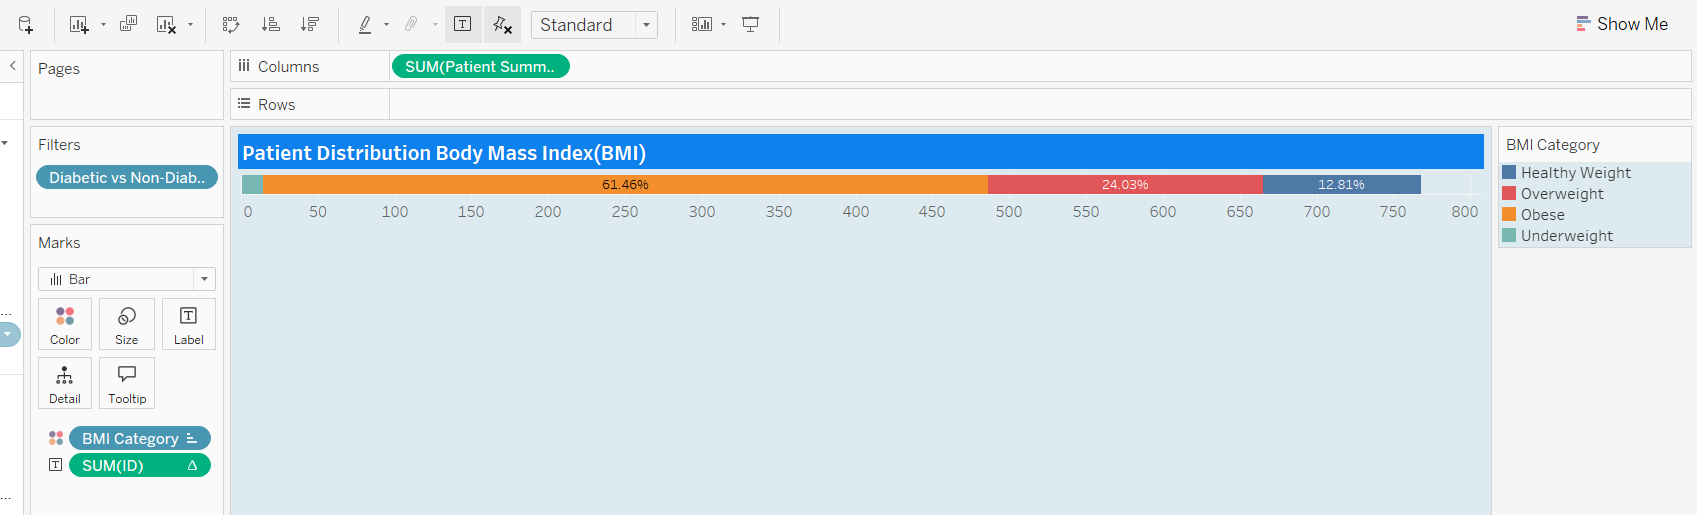 Standard
Show Me
Pages
Columns
SUM(Patient Summ..
Rows
Filters
Diabetic vs Non-Diab..
Patient Distribution Body Mass Index(BMI)
61.46%
24.03%
12.81%
0 50 100 150 200 250 300 350 400 450 500 550 600 650 700 750 800
BMI Category
Healthy Weight
Overweight
Obese
Underweight
Marks
Bar
Color
Size
T
Label
Detail
Tooltip
...
BMI Category
T
SUM(ID) Δ
...